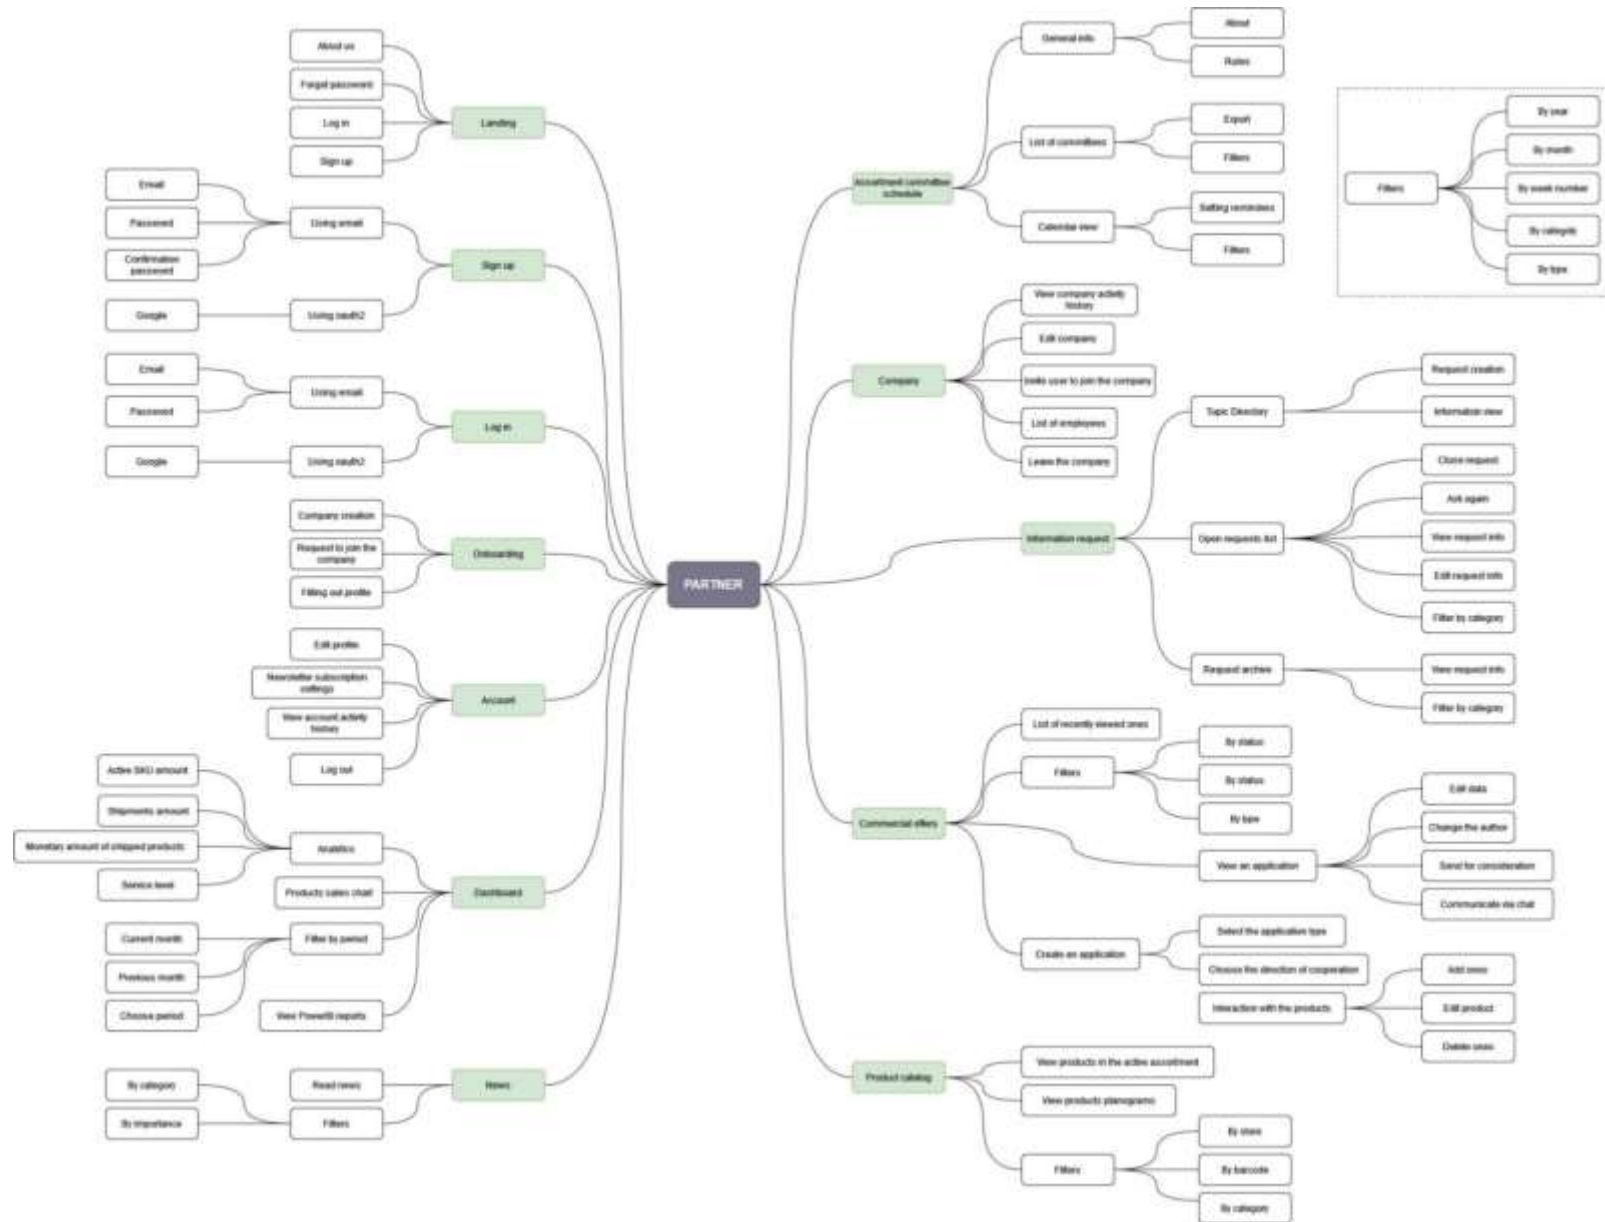 About us
Forgot password
Log in
Sign up
Landing
Email
Password
Confirmation
password
Using email
Google
Using oauth2
Sign up
Email
Password
Using email
Google
Using oauth2
Log in
Company creation
Request to join the
company
Filling out profile
Onboarding
Edit profile
Newsletter subscription
settings
View account activity
history
Log out
Account
Active SKU amount
Shipments amount
Monetary amount of shipped products
Service level
Analytics
Products sales chart
Current month
Previous month
Choose period
Filter by period
View PowerBI reports
Dashboard
Read news
By category
By importance
Filters
News
PARTNER
Assortment committee
schedule
General info
About
Rules
List of committees
Export
Filters
Calendar view
Setting reminders
Filters
Filters
By year
By month
By week number
By category
By type
Company
View company activity
history
Edit company
Invite user to join the company
List of employees
Leave the company
Information request
Topic Directory
Request creation
Information view
Open requests list
Close request
Ask again
View request info
Edit request info
Filter by category
Request archive
View request info
Filter by category
Commercial offers
List of recently viewed ones
Filters
By status
By status
By type
View an application
Edit data
Change the author
Send for consideration
Communicate via chat
Create an application
Select the application type
Choose the direction of cooperation
Interaction with the products
Add ones
Edit product
Delete ones
Product catalog
View products in the active assortment
View products planograms
Filters
By store
By barcode
By category